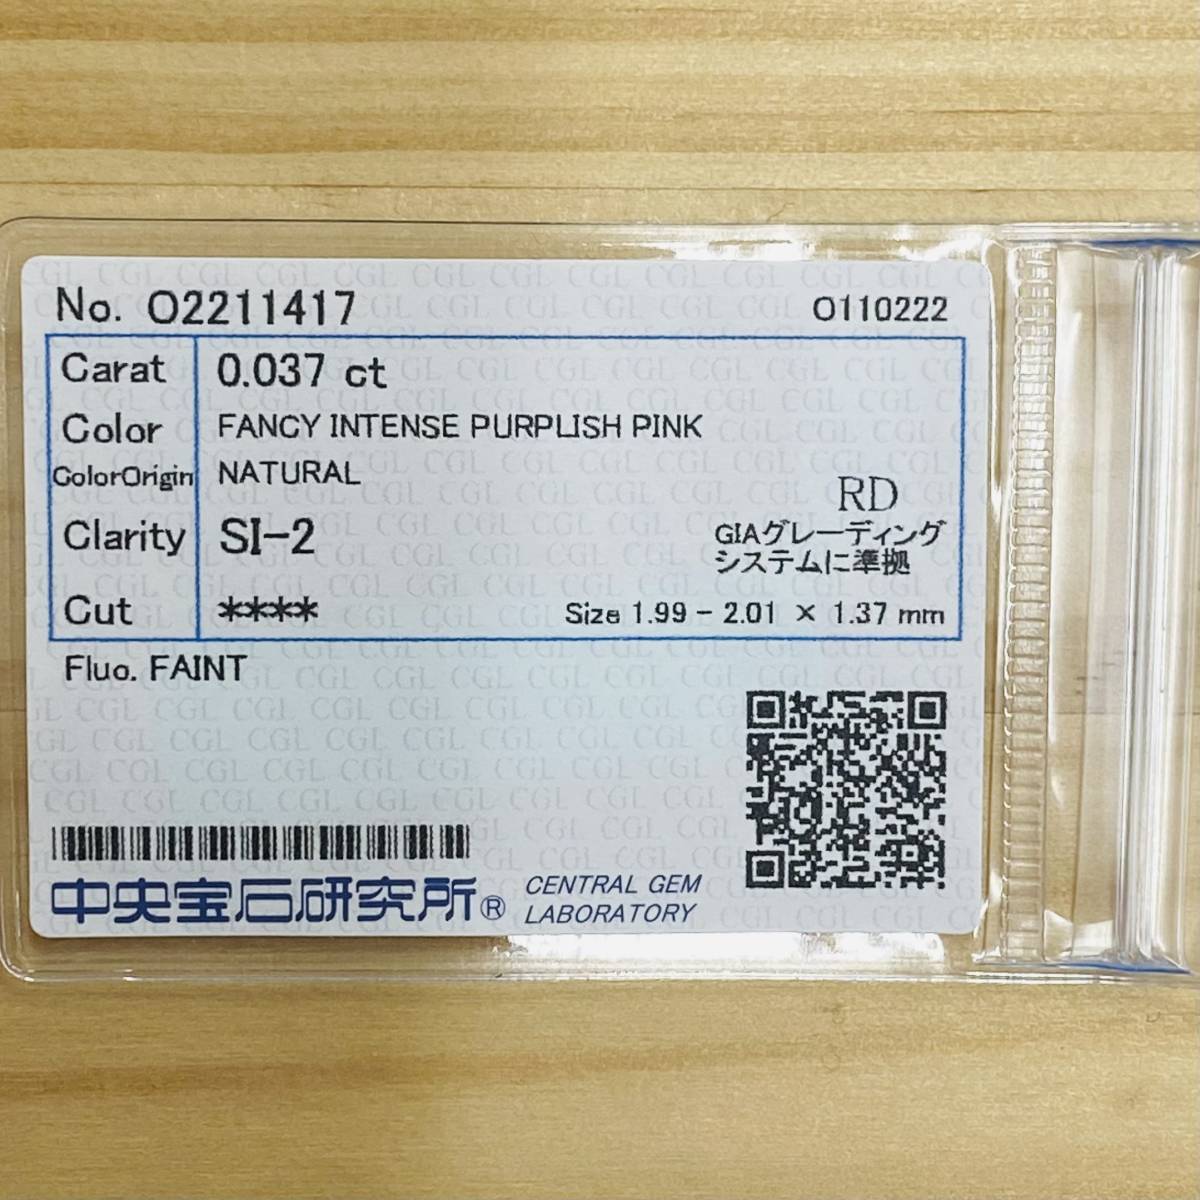 No. O2211417 O110222
Carat 0.037 ct
Color FANCY INTENSE PURPLISH PINK
ColorOrigin NATURAL
RD
Clarity SI-2
GIAグレーディング
システムに準拠
Cut **** Size 1.99 - 2.01 × 1.37 mm
Fluo. FAINT
中央宝石研究所® CENTRAL GEM
LABORATORY